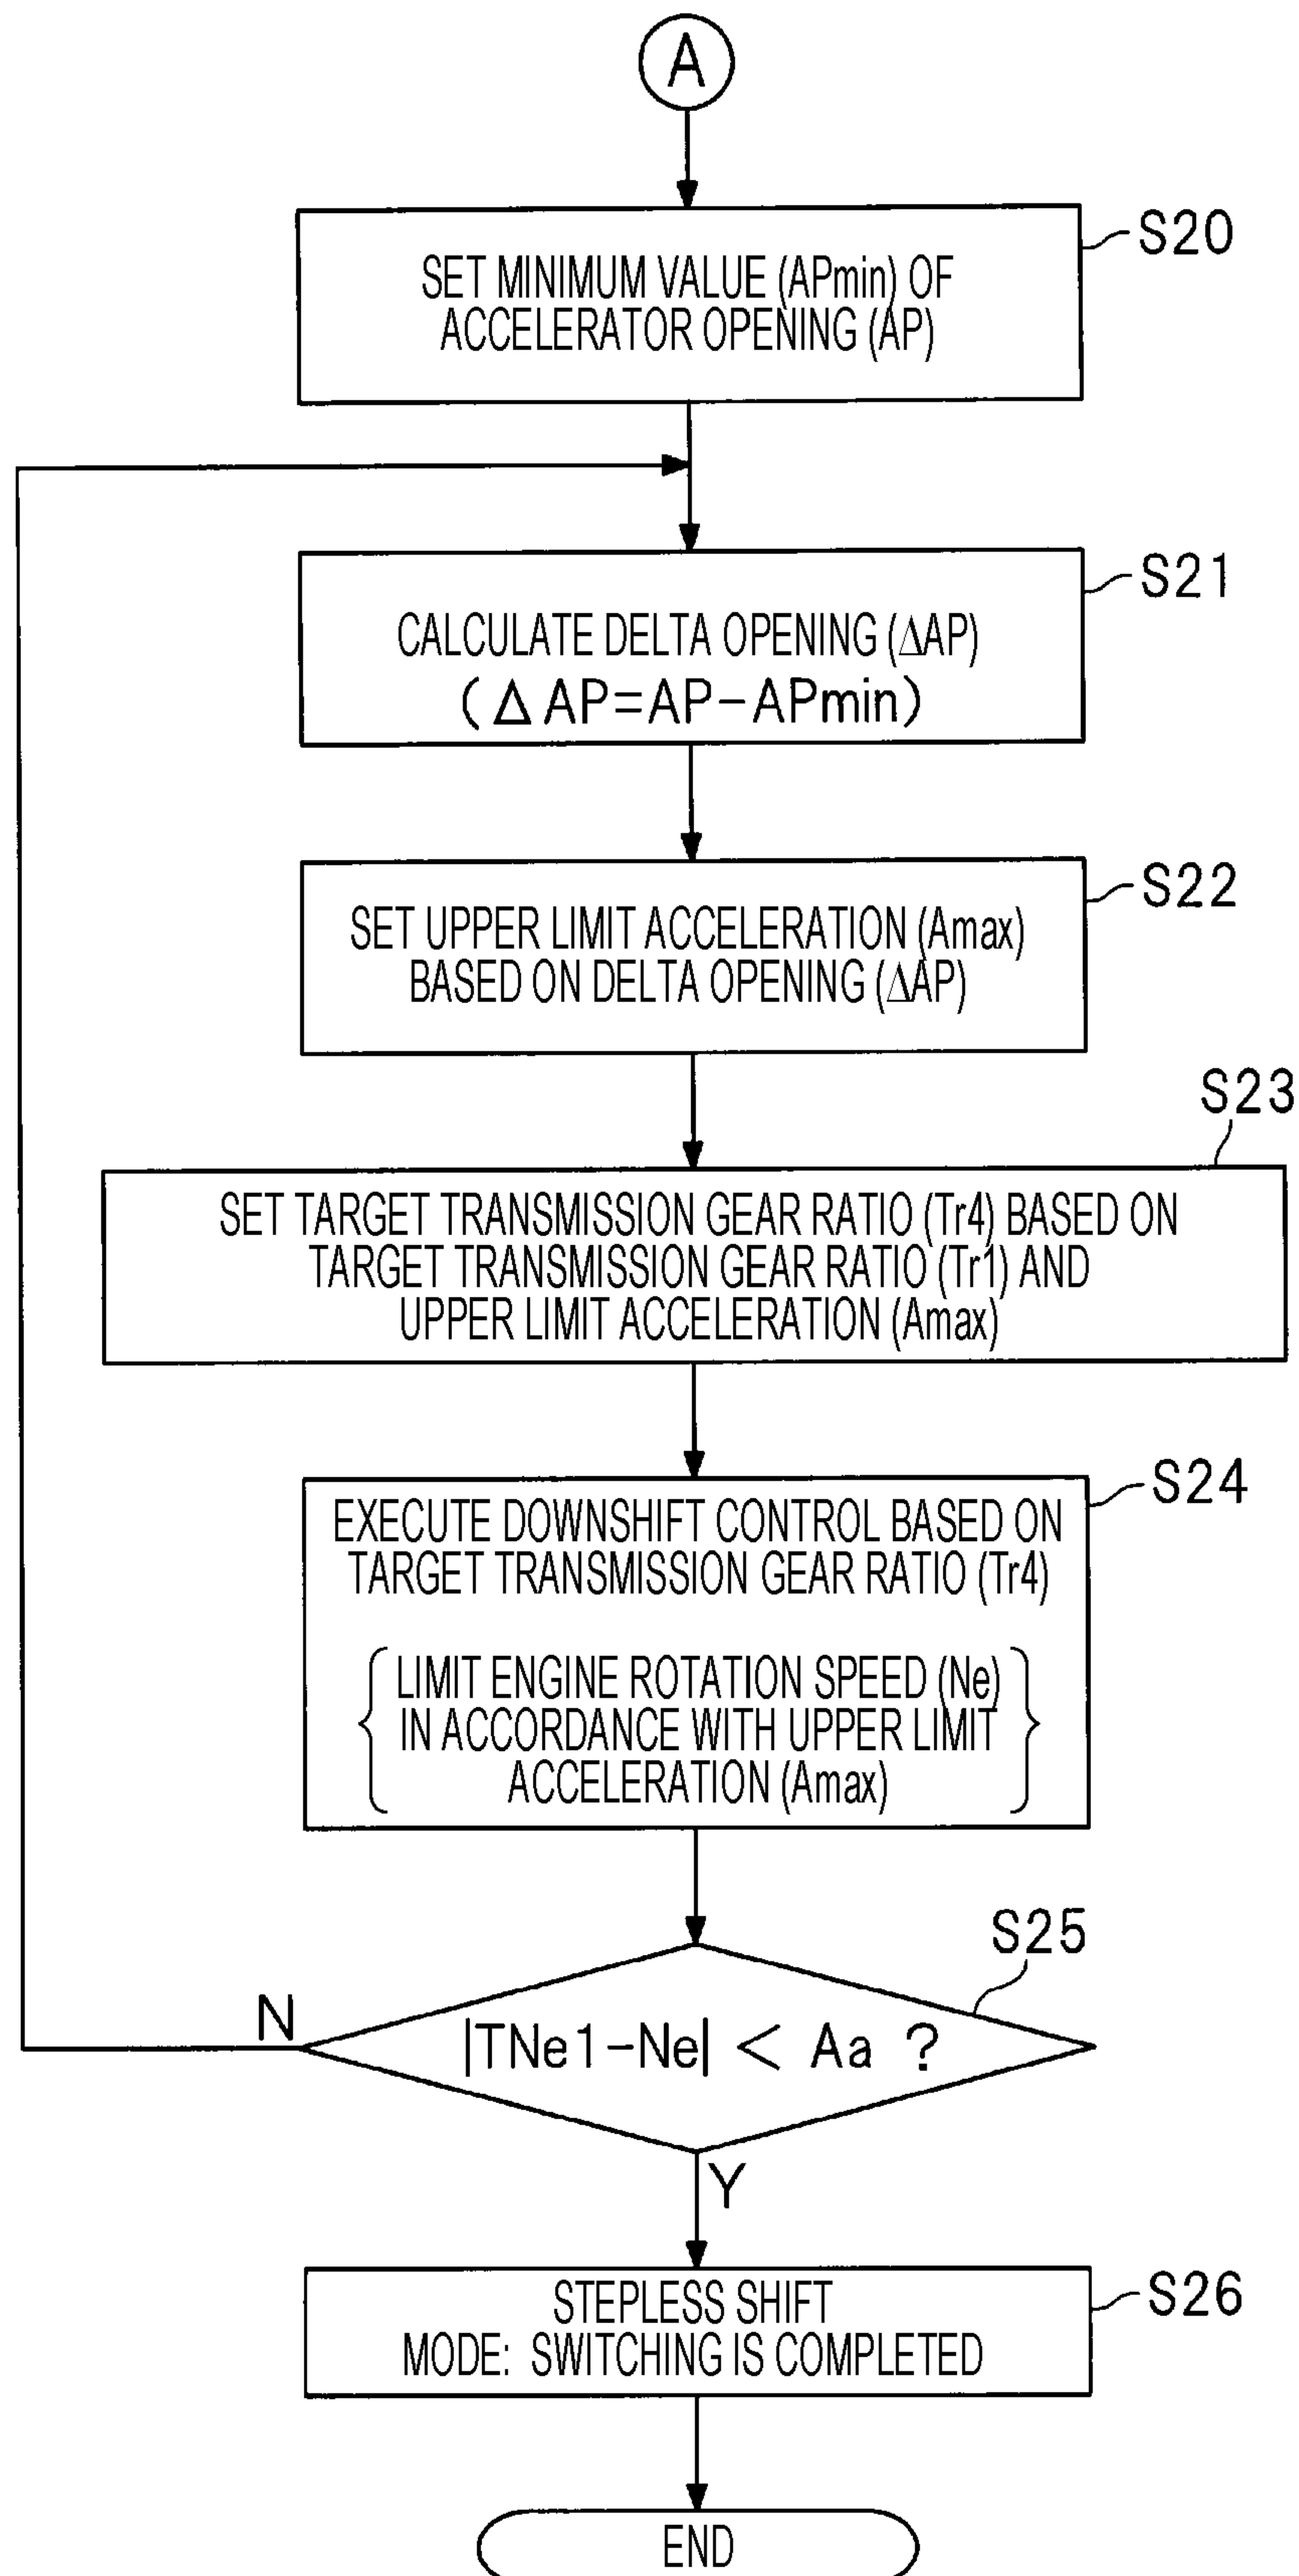 A
S20
SET MINIMUM VALUE (APmin) OF
ACCELERATOR OPENING (AP)
S21
CALCULATE DELTA OPENING (ΔAP)
(Δ AP=AP-APmin)
S22
SET UPPER LIMIT ACCELERATION (Amax)
BASED ON DELTA OPENING (ΔAP)
S23
SET TARGET TRANSMISSION GEAR RATIO (Tr4) BASED ON
TARGET TRANSMISSION GEAR RATIO (Tr1) AND
UPPER LIMIT ACCELERATION (Amax)
S24
EXECUTE DOWNSHIFT CONTROL BASED ON
TARGET TRANSMISSION GEAR RATIO (Tr4)
LIMIT ENGINE ROTATION SPEED (Ne)
IN ACCORDANCE WITH UPPER LIMIT
ACCELERATION (Amax)
S25
N
|TNe1-Ne| < Aa ?
Y
S26
STEPLESS SHIFT
MODE: SWITCHING IS COMPLETED
END